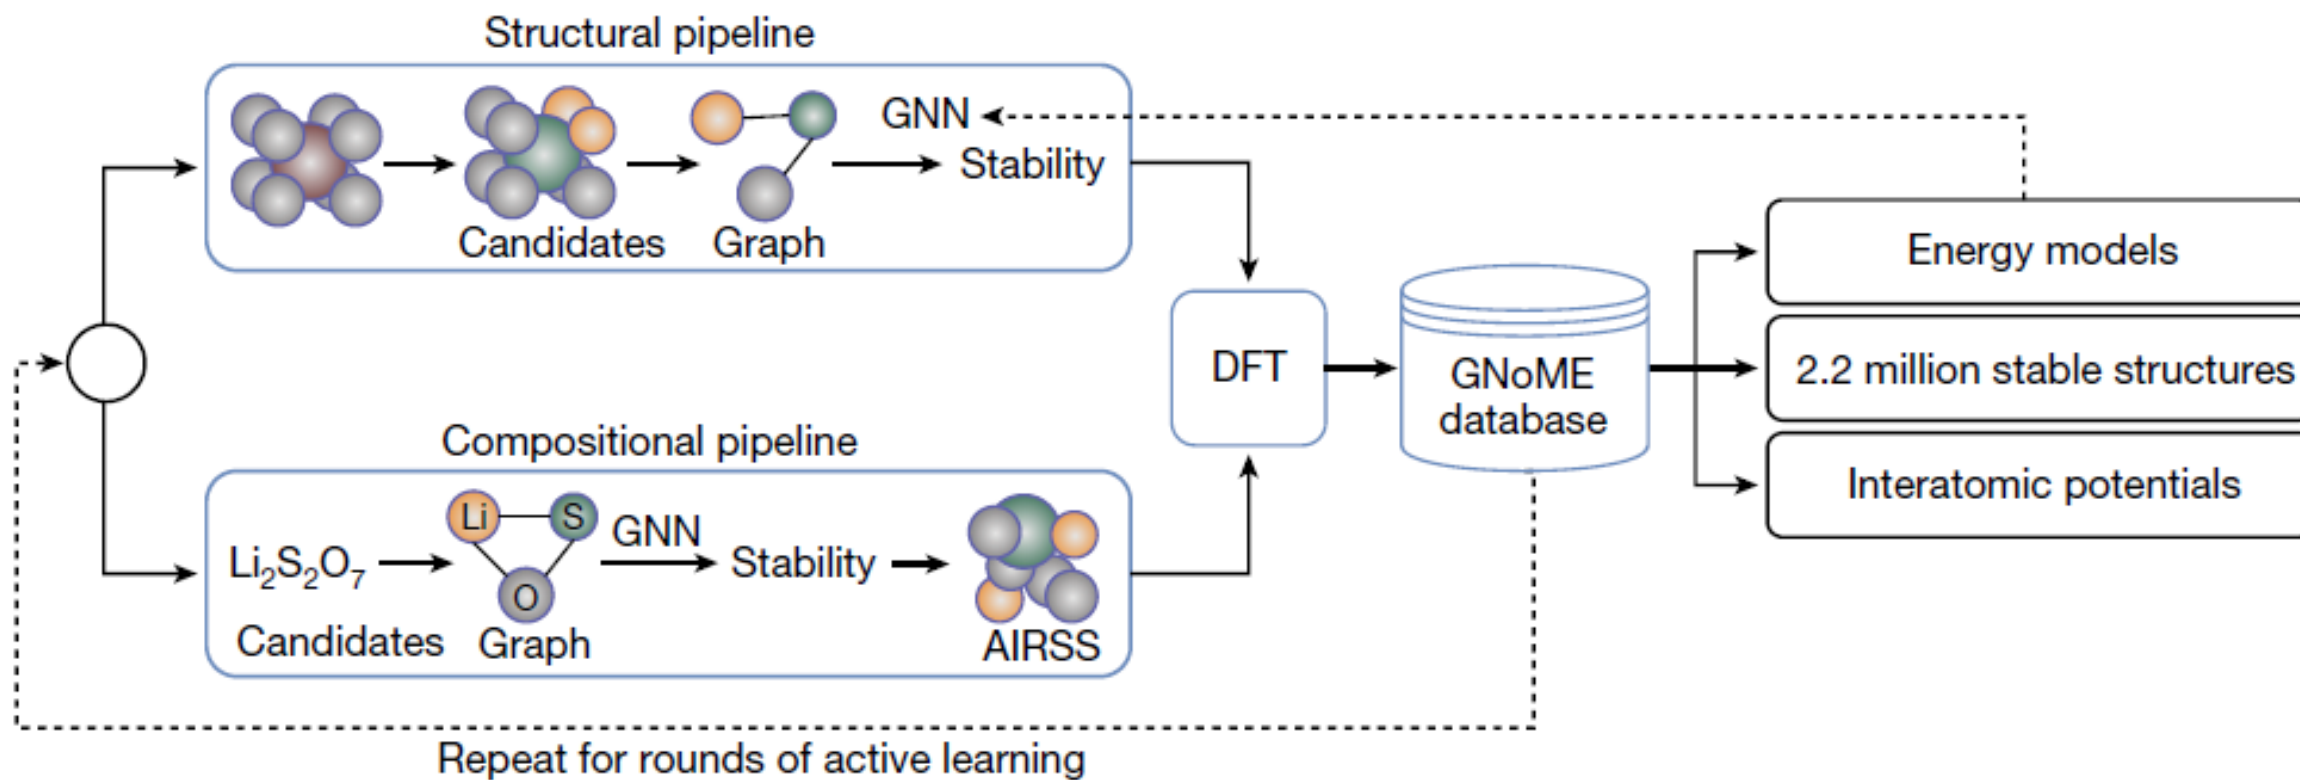 Structural pipeline
GNN
Stability
Candidates
Graph
Energy models
DFT
GNoME
database
2.2 million stable structures
Interatomic potentials
Compositional pipeline
Li
S
O
GNN
Li₂S₂O₇
Stability
Candidates
Graph
AIRSS
Repeat for rounds of active learning